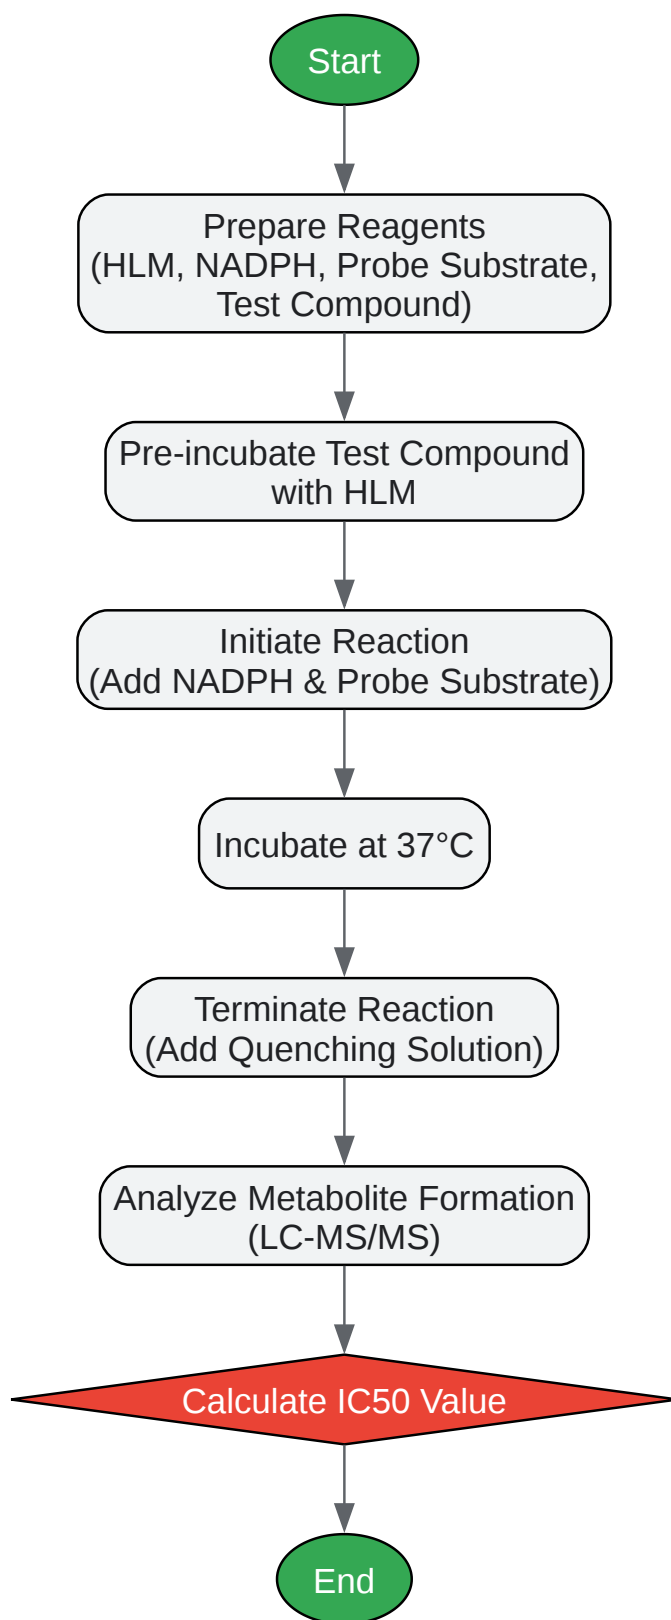 Start
Prepare Reagents
(HLM, NADPH, Probe Substrate,
Test Compound)
Pre-incubate Test Compound
with HLM
Initiate Reaction
(Add NADPH & Probe Substrate)
Incubate at 37°C
Terminate Reaction
(Add Quenching Solution)
Analyze Metabolite Formation
(LC-MS/MS)
Calculate IC50 Value
End